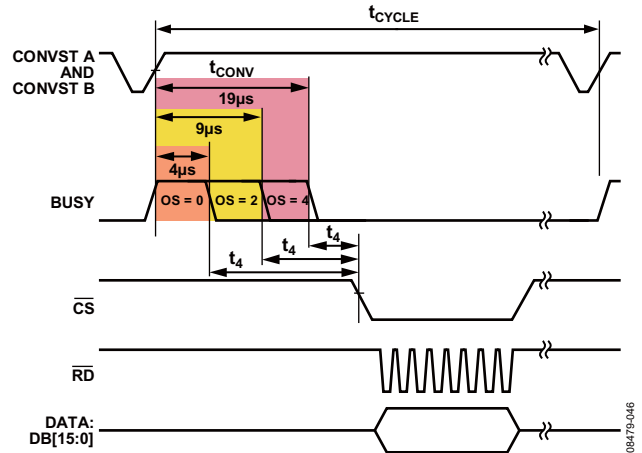 tCYCLE
CONVST A
AND
CONVST B
tCONV
19µs
9µs
4µs
BUSY
OS = 0
OS = 2
OS = 4
t4
t4
t4
CS
RD
DATA:
DB[15:0]
08479-046